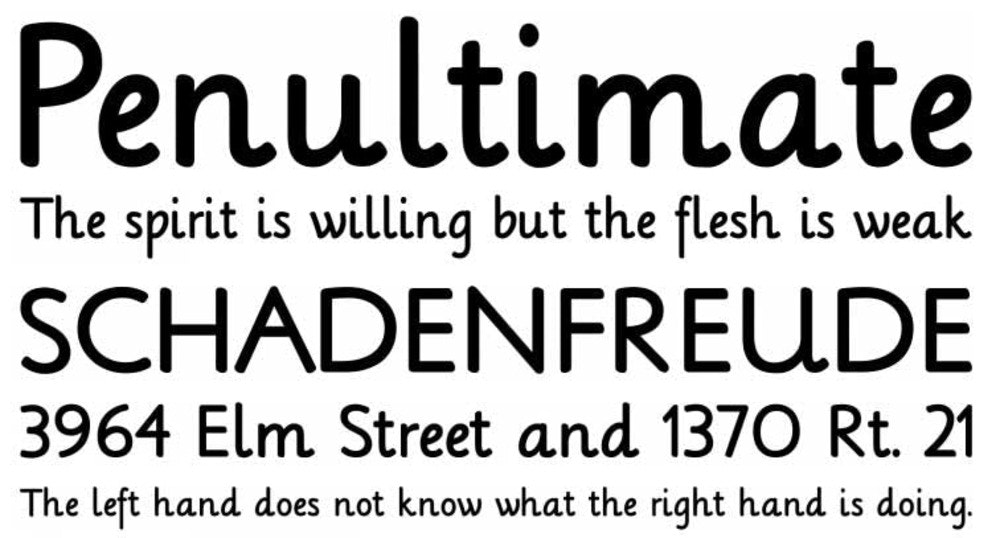 Penultimate
The spirit is willing but the flesh is weak
SCHADENFREUDE
3964 Elm Street and 1370 Rt. 21
The left hand does not know what the right hand is doing.